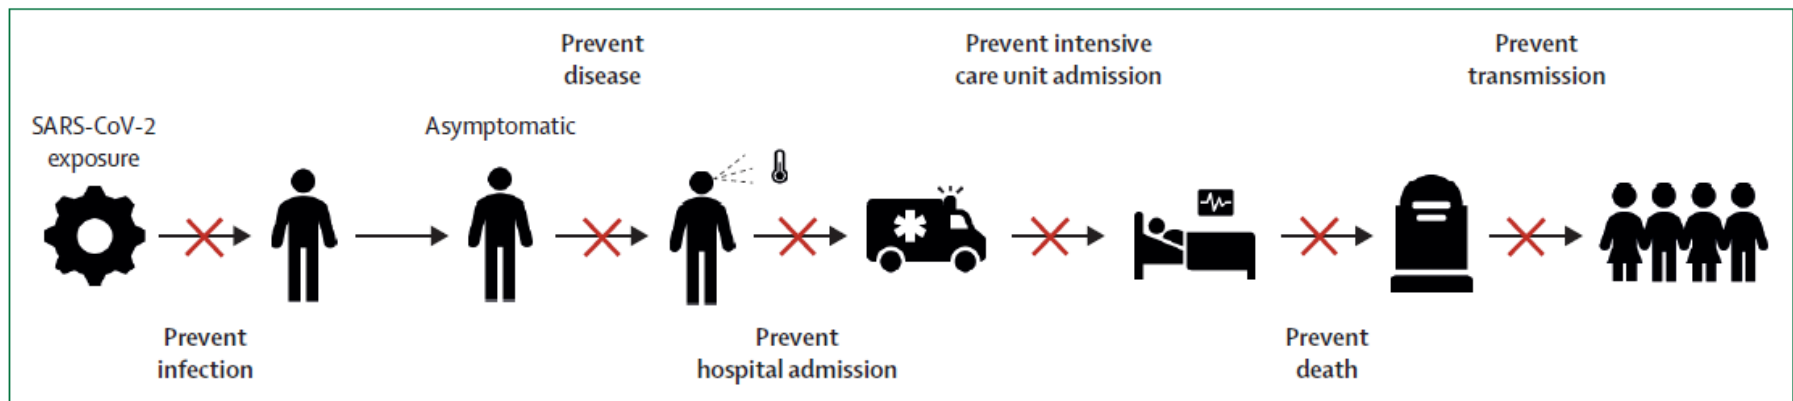 Prevent
disease
Prevent intensive
care unit admission
Prevent
transmission
SARS-CoV-2
exposure
Asymptomatic
Prevent
infection
Prevent
hospital admission
Prevent
death